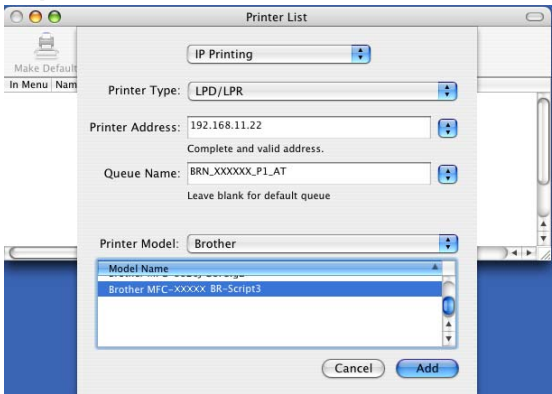 Printer List
IP Printing
Make Default
In Menu Nam
Printer Type: LPD/LPR
Printer Address: 192.168.11.22
Complete and valid address.
Queue Name: BRN_XXXXXX_P1_AT
Leave blank for default queue
Printer Model: Brother
Model Name
Brother MFC-XXXXX BR-Script3
Cancel Add